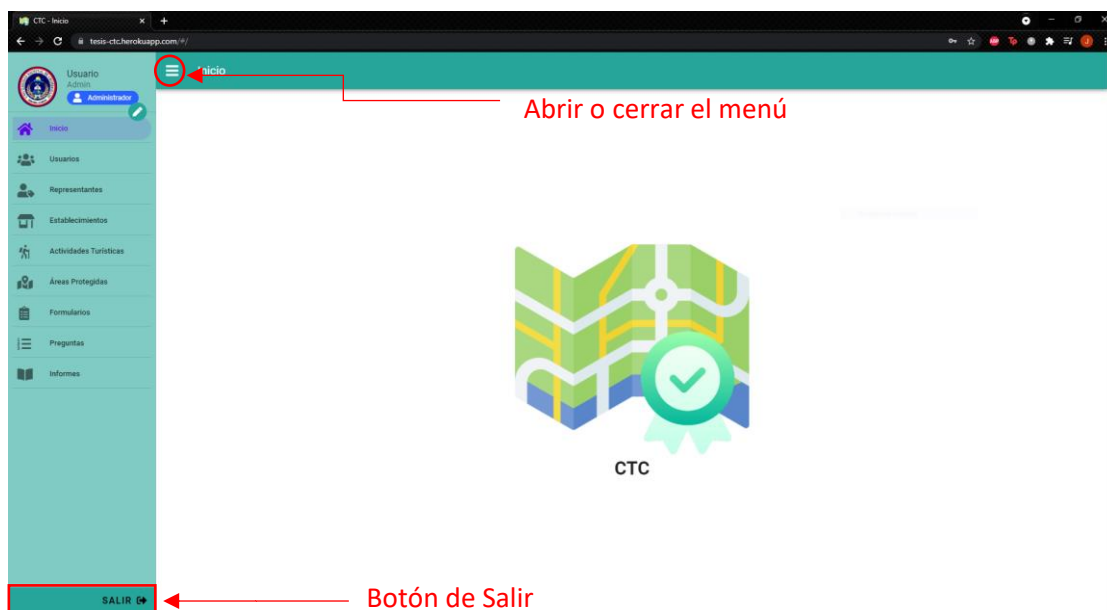 CTC - Inicio
tesis-ctc.herokuapp.com/#/
Usuario
Admin
Administrador
Inicio
Abrir o cerrar el menú
Inicio
Usuarios
Representantes
Establecimientos
Actividades Turísticas
Áreas Protegidas
Formularios
Preguntas
Informes
CTC
SALIR
Botón de Salir